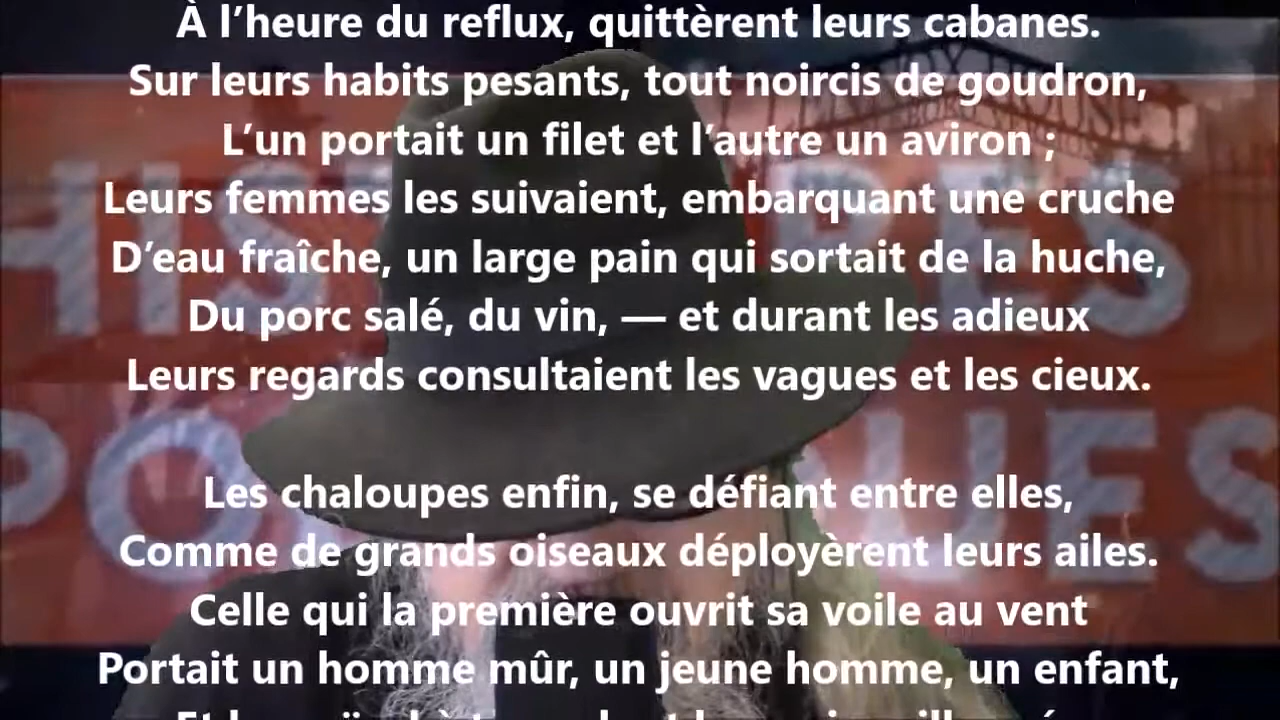 À l’heure du reflux, quittèrent leurs cabanes.
Sur leurs habits pesants, tout noircis de goudron,
L’un portait un filet et l’autre un aviron ;
Leurs femmes les suivaient, embarquant une cruche
D’eau fraîche, un large pain qui sortait de la huche,
Du porc salé, du vin, — et durant les adieux
Leurs regards consultaient les vagues et les cieux.
Les chaloupes enfin, se défiant entre elles,
Comme de grands oiseaux déployèrent leurs ailes.
Celle qui la première ouvrit sa voile au vent
Portait un homme mûr, un jeune homme, un enfant,